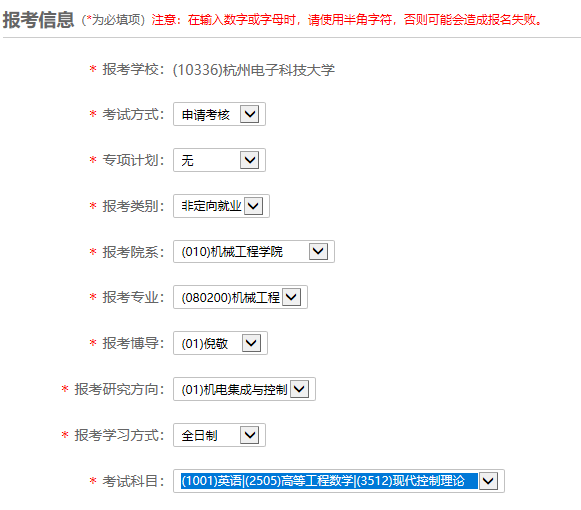 报考信息 (*为必填项) 注意：在输入数字或字母时，请使用半角字符，否则可能会造成报名失败。
* 报考学校： (10336)杭州电子科技大学
* 考试方式： 申请考核
* 专项计划： 无
* 报考类别： 非定向就业
* 报考院系： (010)机械工程学院
* 报考专业： (080200)机械工程
* 报考博导： (01)倪敬
* 报考研究方向： (01)机电集成与控制
* 报考学习方式： 全日制
* 考试科目： (1001)英语|(2505)高等工程数学|(3512)现代控制理论